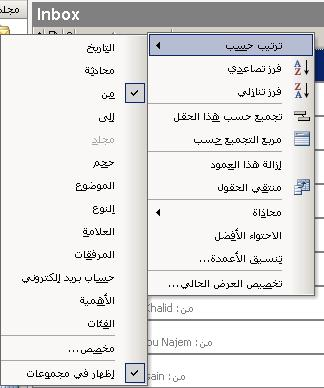 مجلد
Inbox
ترتيب حسب
فرز تصاعدي
فرز تنازلي
تجميع حسب هذا الحقل
مربع التجميع حسب
إزالة هذا العمود
منتقي الحقول
محاذاة
الاحتواء الأفضل
تنسيق الأعمدة...
تخصيص العرض الحالي...
التاريخ
محادثة
من
إلى
مجلد
حجم
الموضوع
النوع
العلامة
المرفقات
حساب بريد إلكتروني
الأهمية
الفئات
مخصص...
إظهار في مجموعات
من: Khalid
من: Najem
من: